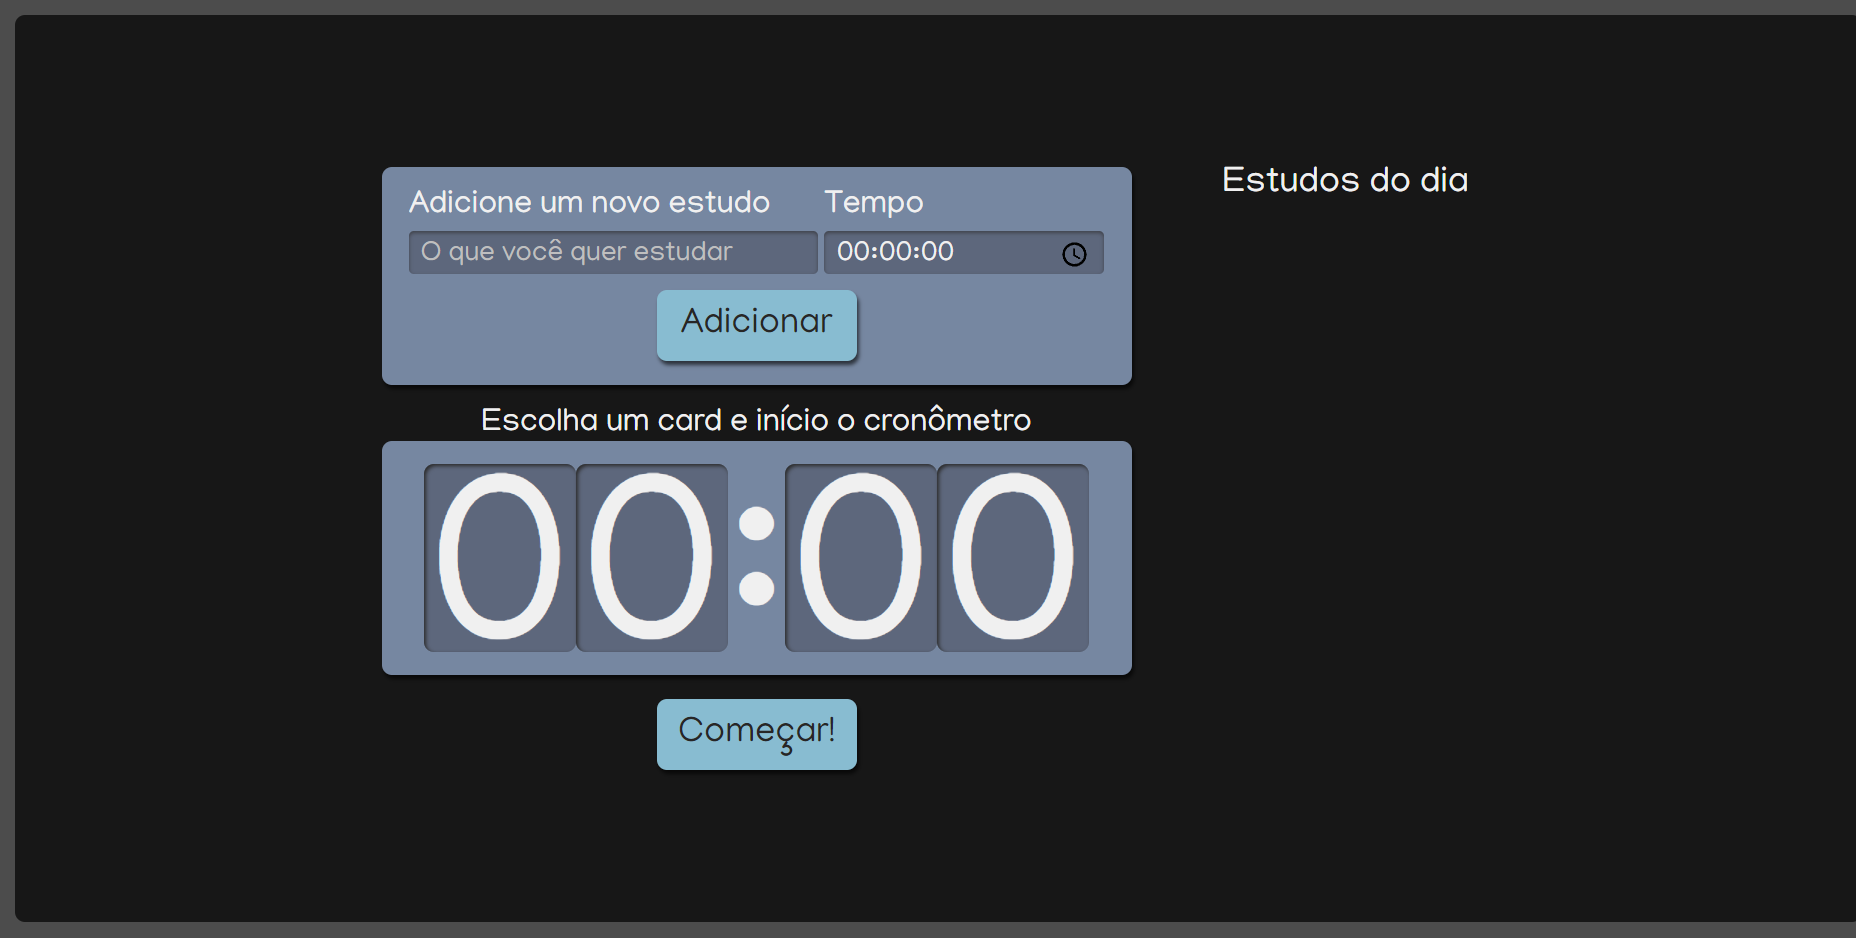 Adicione um novo estudo
Tempo
O que você quer estudar
00:00:00
Adicionar
Escolha um card e início o cronômetro
00:00
Começar!
Estudos do dia